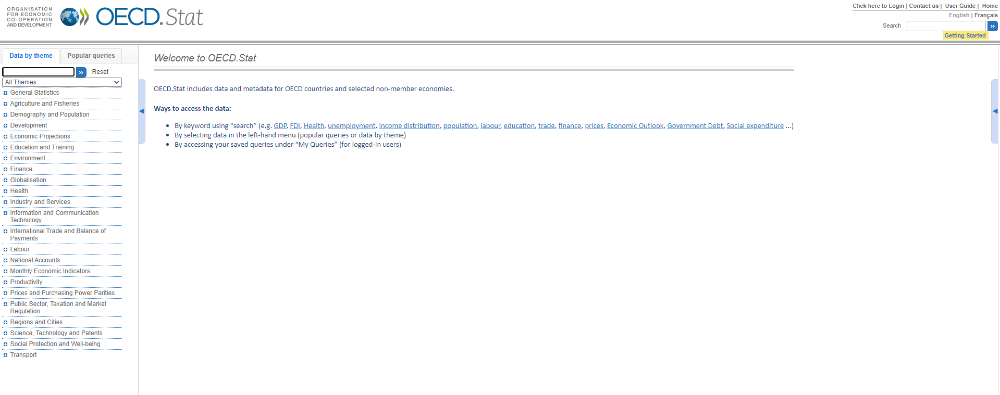 ORGANISATION
FOR ECONOMIC
CO-OPERATION
AND DEVELOPMENT
OECD.Stat
Click here to Login | Contact us | User Guide | Home
English | Français
Search
Getting Started
Data by theme
Popular queries
Reset
All Themes
General Statistics
Agriculture and Fisheries
Demography and Population
Development
Economic Projections
Education and Training
Environment
Finance
Globalisation
Health
Industry and Services
Information and Communication
Technology
International Trade and Balance of
Payments
Labour
National Accounts
Monthly Economic Indicators
Productivity
Prices and Purchasing Power Parities
Public Sector, Taxation and Market
Regulation
Regions and Cities
Science, Technology and Patents
Social Protection and Well-being
Transport
Welcome to OECD.Stat
OECD.Stat includes data and metadata for OECD countries and selected non-member economies.
Ways to access the data:
• By keyword using “search” (e.g. GDP, FDI, Health, unemployment, income distribution, population, labour, education, trade, finance, prices, Economic Outlook, Government Debt, Social expenditure ...)
• By selecting data in the left-hand menu (popular queries or data by theme)
• By accessing your saved queries under “My Queries” (for logged-in users)